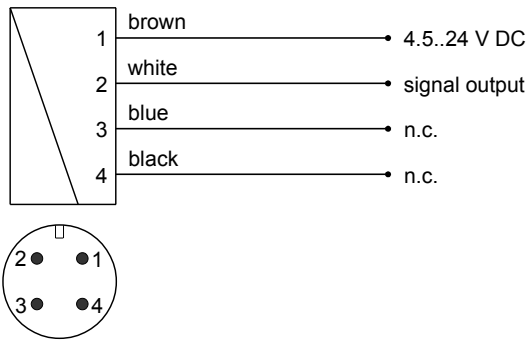 1 brown 4.5..24 V DC
2 white signal output
3 blue n.c.
4 black n.c.
2 1
3 4